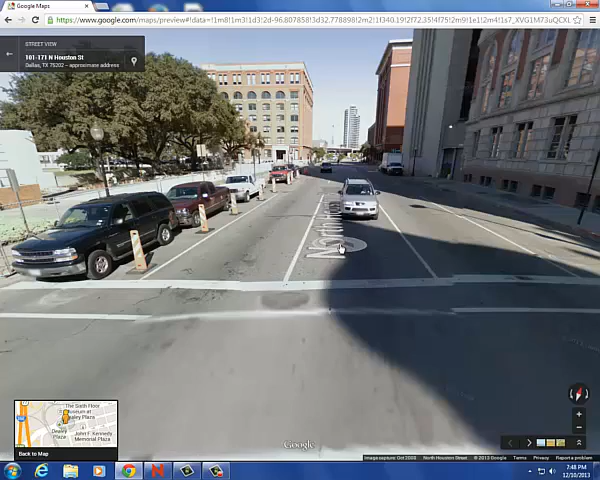 Google Maps
https://www.google.com/maps/preview#!data=!1m8!1m3!1d3!2d-96.807858!3d32.778898!2m2!1f340.19!2f72.35!4f75!2m9!1e1!2m4!1s7_XVG1M73uQCXL
STREET VIEW
101-171 N Houston St
Dallas, TX 75202 – approximate address
North
The Sixth Floor
Museum at
Dealey Plaza
Dealey
Plaza
John F. Kennedy
Memorial Plaza
Back to Map
Google
Image capture: Oct 2008 North Houston Street © 2013 Google Terms Privacy Report a problem
7:48 PM
12/10/2013